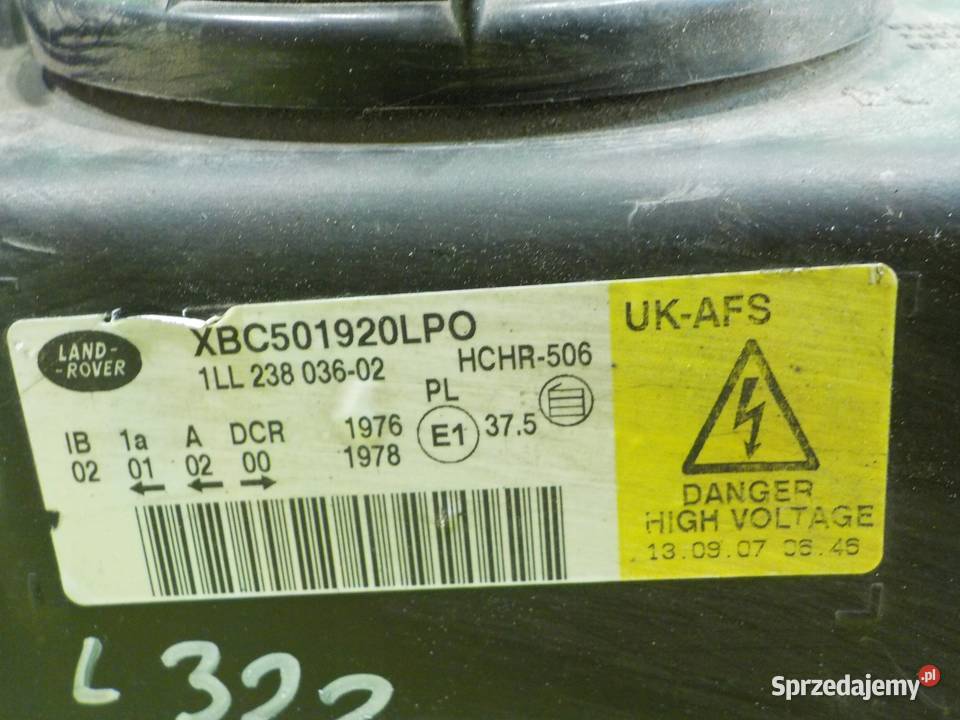 LAND-
-ROVER
XBC501920LPO
1LL 238 036-02
HCHR-506
PL
IB 1a A DCR 1976
02 01 02 00 1978
E1
37.5
UK-AFS
DANGER
HIGH VOLTAGE
13.09.07 06.46
L 322
Sprzedajemy.pl